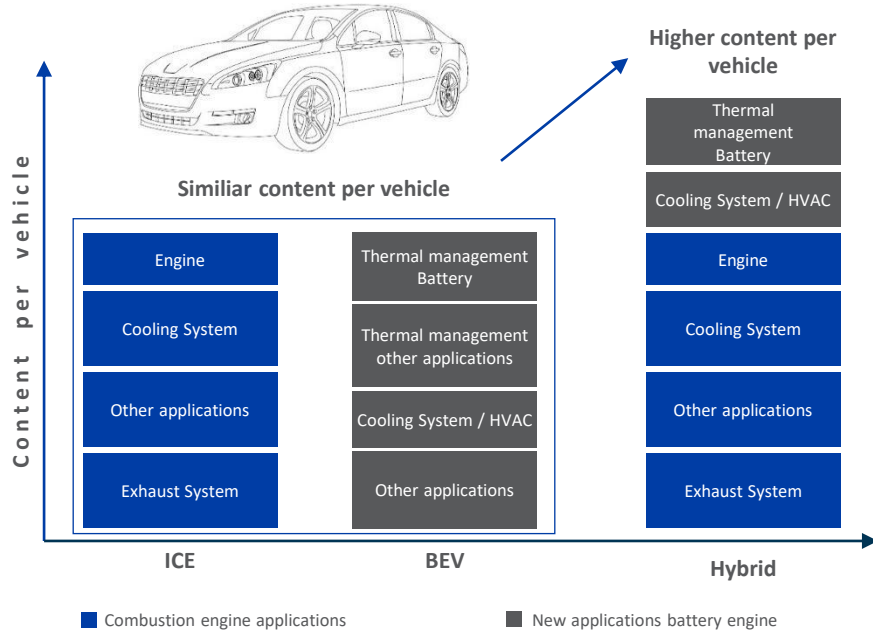 Higher content per
vehicle
Similiar content per vehicle
Content per vehicle
Engine
Cooling System
Other applications
Exhaust System
Thermal management
Battery
Thermal management
other applications
Cooling System / HVAC
Other applications
Thermal
management
Battery
Cooling System / HVAC
Engine
Cooling System
Other applications
Exhaust System
ICE
BEV
Hybrid
Combustion engine applications
New applications battery engine